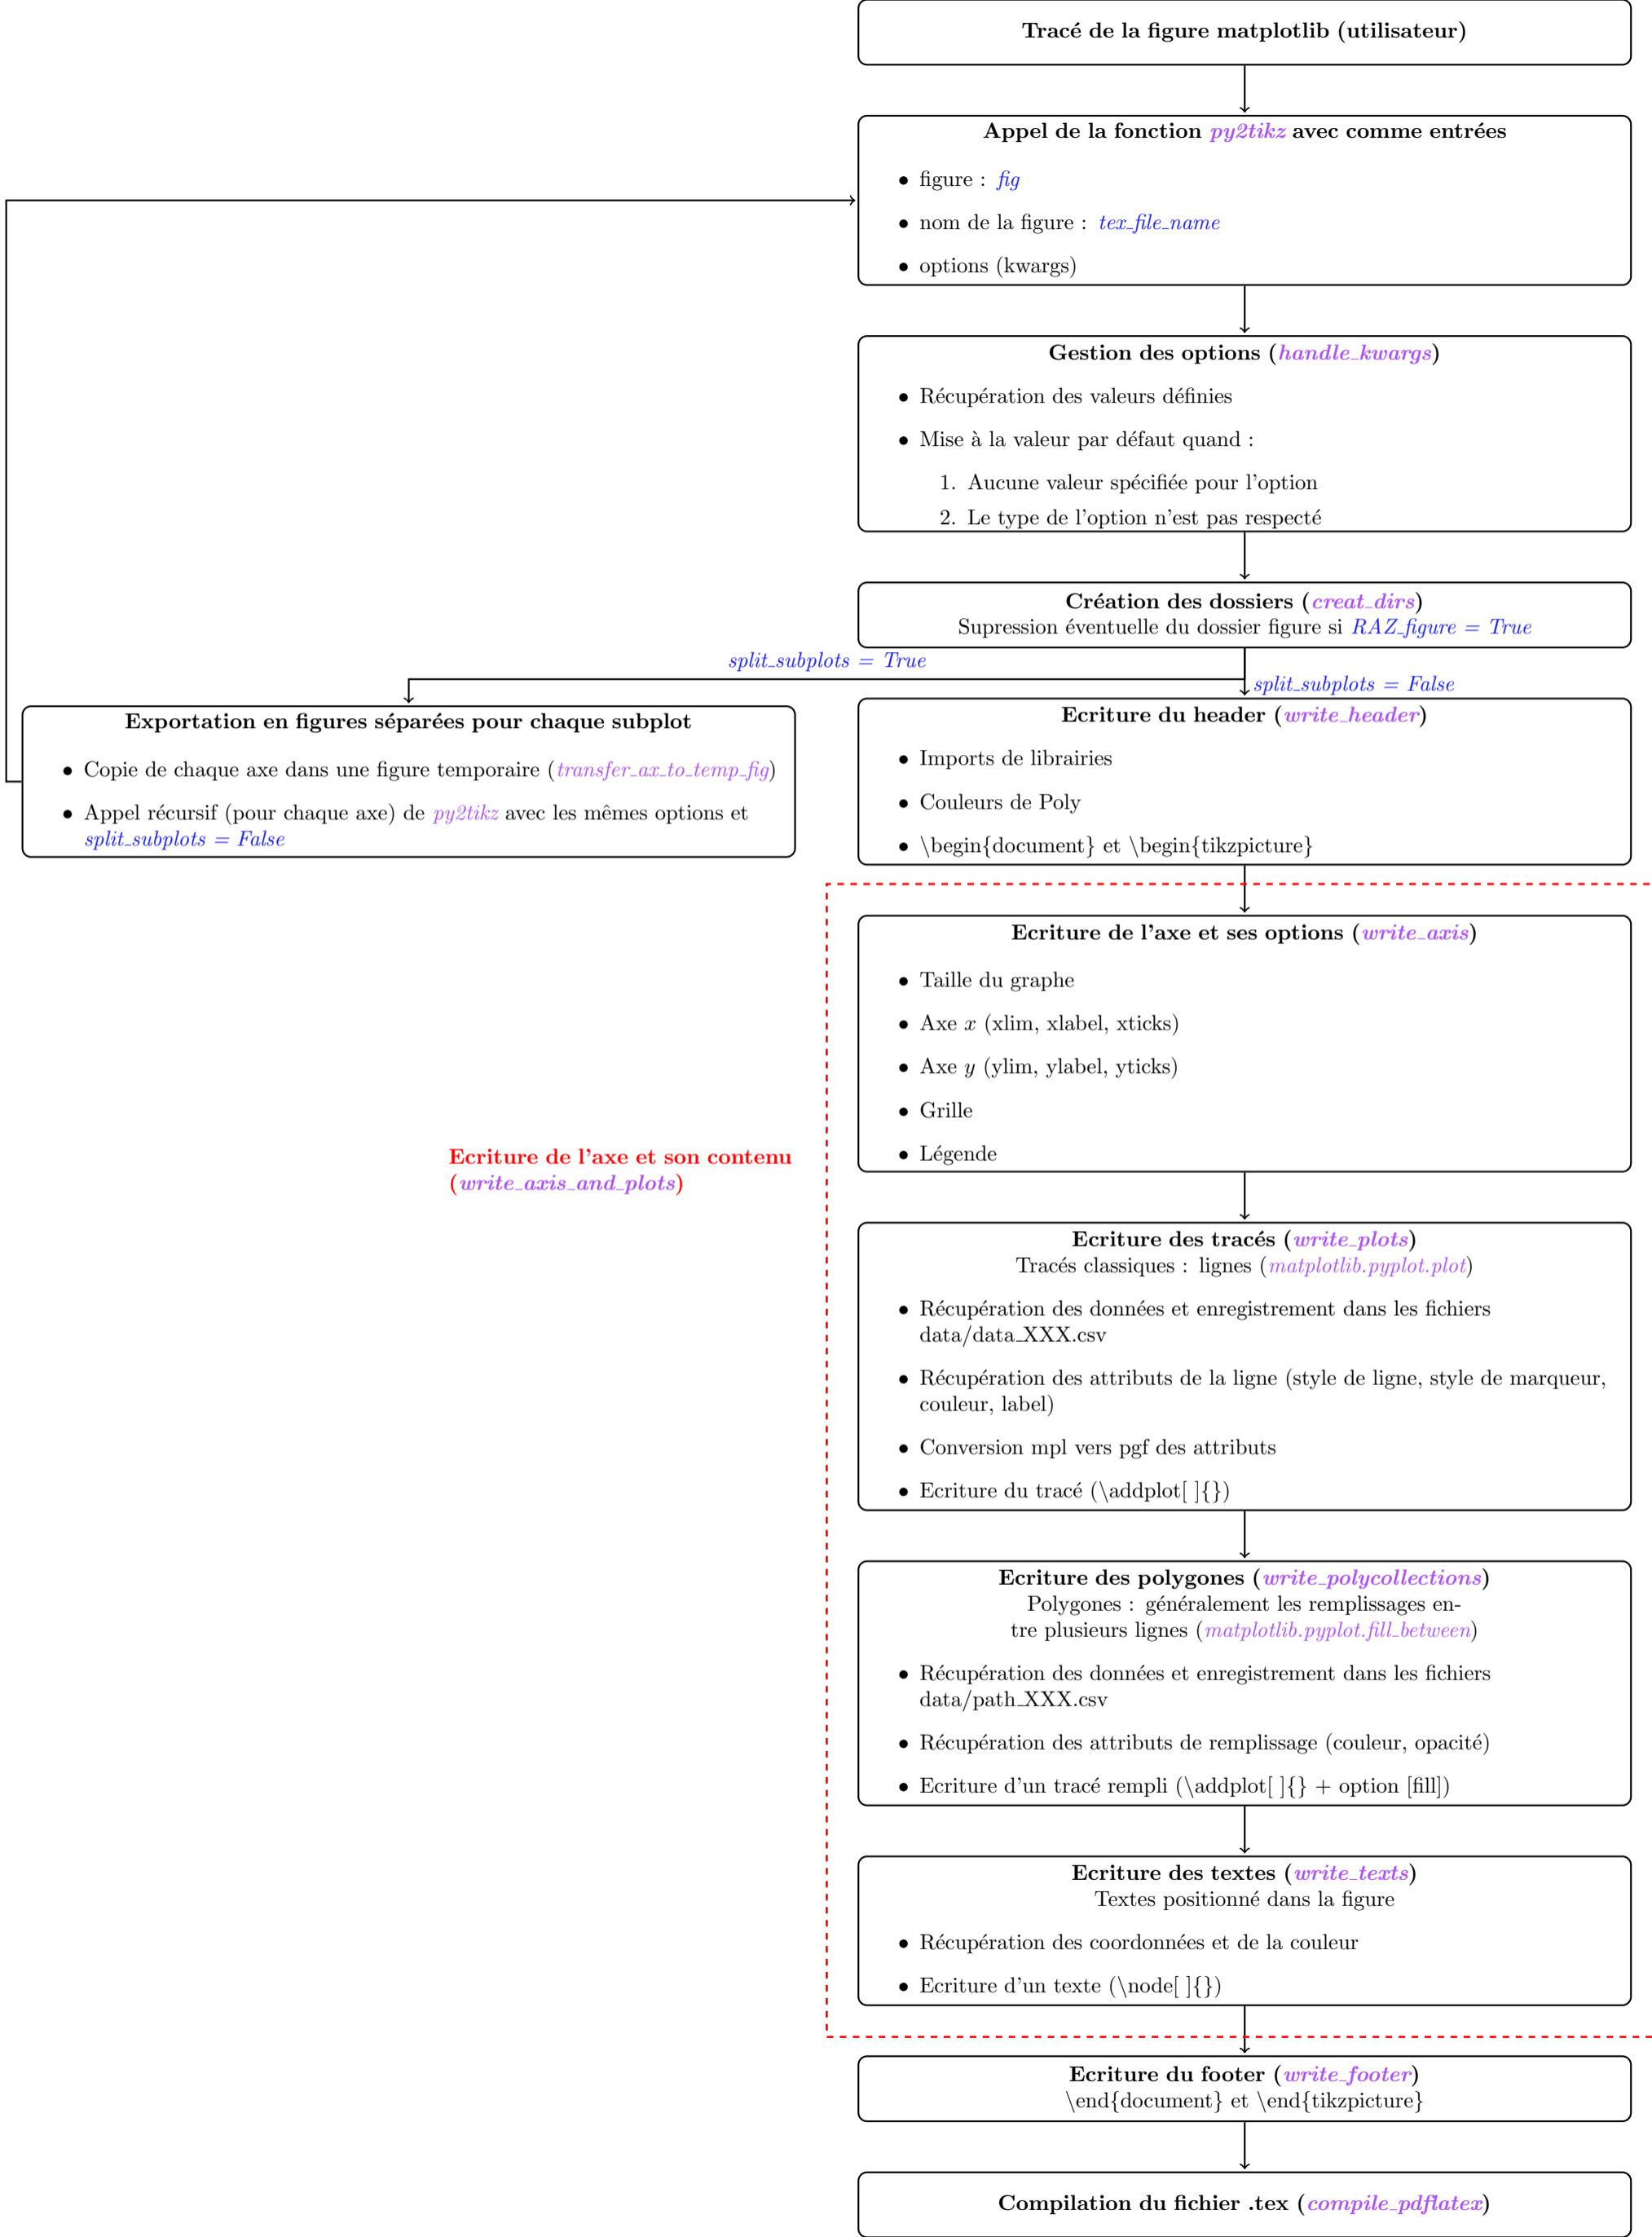 Tracé de la figure matplotlib (utilisateur)
Appel de la fonction py2tikz avec comme entrées
• figure : fig
• nom de la figure : tex_file_name
• options (kwargs)
Gestion des options (handle_kwargs)
• Récupération des valeurs définies
• Mise à la valeur par défaut quand :
1. Aucune valeur spécifiée pour l'option
2. Le type de l'option n'est pas respecté
Création des dossiers (creat_dirs)
Supression éventuelle du dossier figure si RAZ_figure = True
split_subplots = True
split_subplots = False
Exportation en figures séparées pour chaque subplot
• Copie de chaque axe dans une figure temporaire (transfer_ax_to_temp_fig)
• Appel récursif (pour chaque axe) de py2tikz avec les mêmes options et
split_subplots = False
Ecriture du header (write_header)
• Imports de librairies
• Couleurs de Poly
• \begin{document} et \begin{tikzpicture}
Ecriture de l'axe et son contenu
(write_axis_and_plots)
Ecriture de l'axe et ses options (write_axis)
• Taille du graphe
• Axe x (xlim, xlabel, xticks)
• Axe y (ylim, ylabel, yticks)
• Grille
• Légende
Ecriture des tracés (write_plots)
Tracés classiques : lignes (matplotlib.pyplot.plot)
• Récupération des données et enregistrement dans les fichiers
data/data_XXX.csv
• Récupération des attributs de la ligne (style de ligne, style de marqueur,
couleur, label)
• Conversion mpl vers pgf des attributs
• Ecriture du tracé (\addplot[ ]{})
Ecriture des polygones (write_polycollections)
Polygones : généralement les remplissages en-
tre plusieurs lignes (matplotlib.pyplot.fill_between)
• Récupération des données et enregistrement dans les fichiers
data/path_XXX.csv
• Récupération des attributs de remplissage (couleur, opacité)
• Ecriture d'un tracé rempli (\addplot[ ]{} + option [fill])
Ecriture des textes (write_texts)
Textes positionné dans la figure
• Récupération des coordonnées et de la couleur
• Ecriture d'un texte (\node[ ]{})
Ecriture du footer (write_footer)
\end{document} et \end{tikzpicture}
Compilation du fichier .tex (compile_pdflatex)